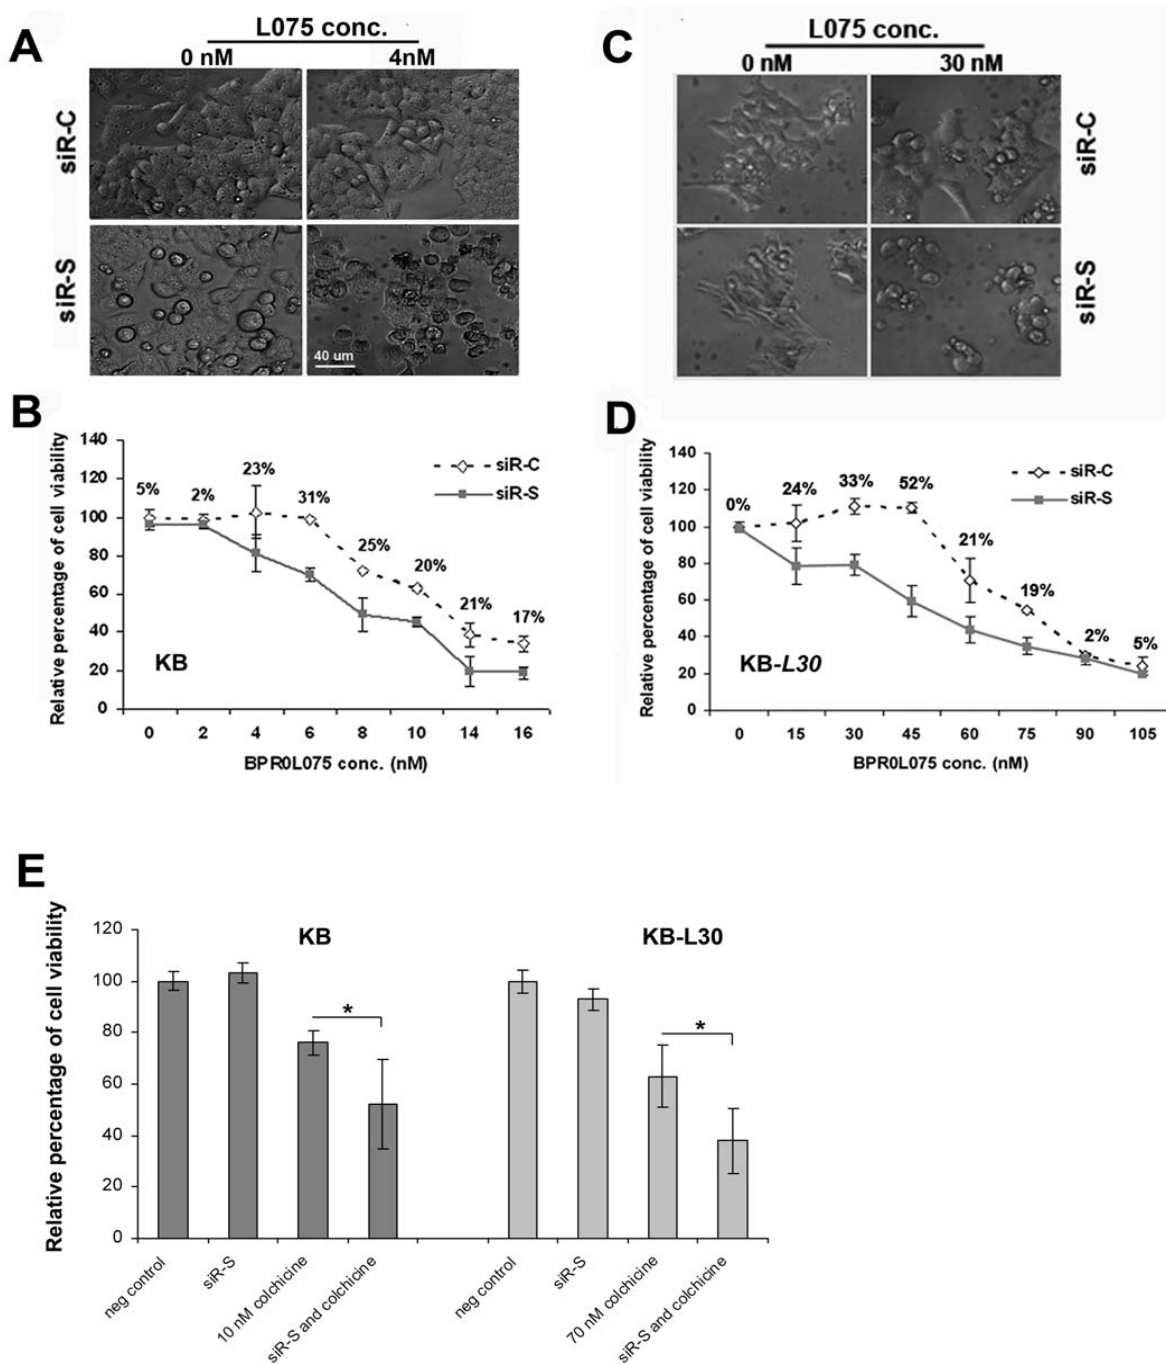 A
L075 conc.
0 nM
4nM
siR-C
siR-S
40 um
C
L075 conc.
0 nM
30 nM
siR-C
siR-S
B
Relative percentage of cell viability
140
120
100
80
60
40
20
0
5%
2%
23%
31%
25%
20%
21%
17%
siR-C
siR-S
KB
0 2 4 6 8 10 14 16
BPR0L075 conc. (nM)
D
Relative percentage of cell viability
140
120
100
80
60
40
20
0
0%
24%
33%
52%
21%
19%
2%
5%
siR-C
siR-S
KB-L30
0 15 30 45 60 75 90 105
BPR0L075 conc. (nM)
E
Relative percentage of cell viability
120
100
80
60
40
20
0
KB
*
KB-L30
*
neg control
siR-S
10 nM colchicine
siR-S and colchicine
neg control
siR-S
70 nM colchicine
siR-S and colchicine